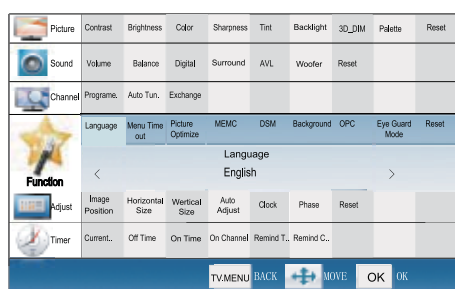 Picture Contrast Brightness Color Sharpness Tint Backlight 3D_DIM Palette Reset
Sound Volume Balance Digital Surround AVL Woofer Reset
Channel Programe. Auto Tun. Exchange
Language Menu Time out Picture Optimize MEMC DSM Background OPC Eye Guard Mode Reset
Language
< English >
Function
Adjust Image Position Horizontal Size Wertical Size Auto Adjust Clock Phase Reset
Timer Current.. Off Time On Time On Channel Remind T.. Remind C..
TV.MENU BACK MOVE OK OK